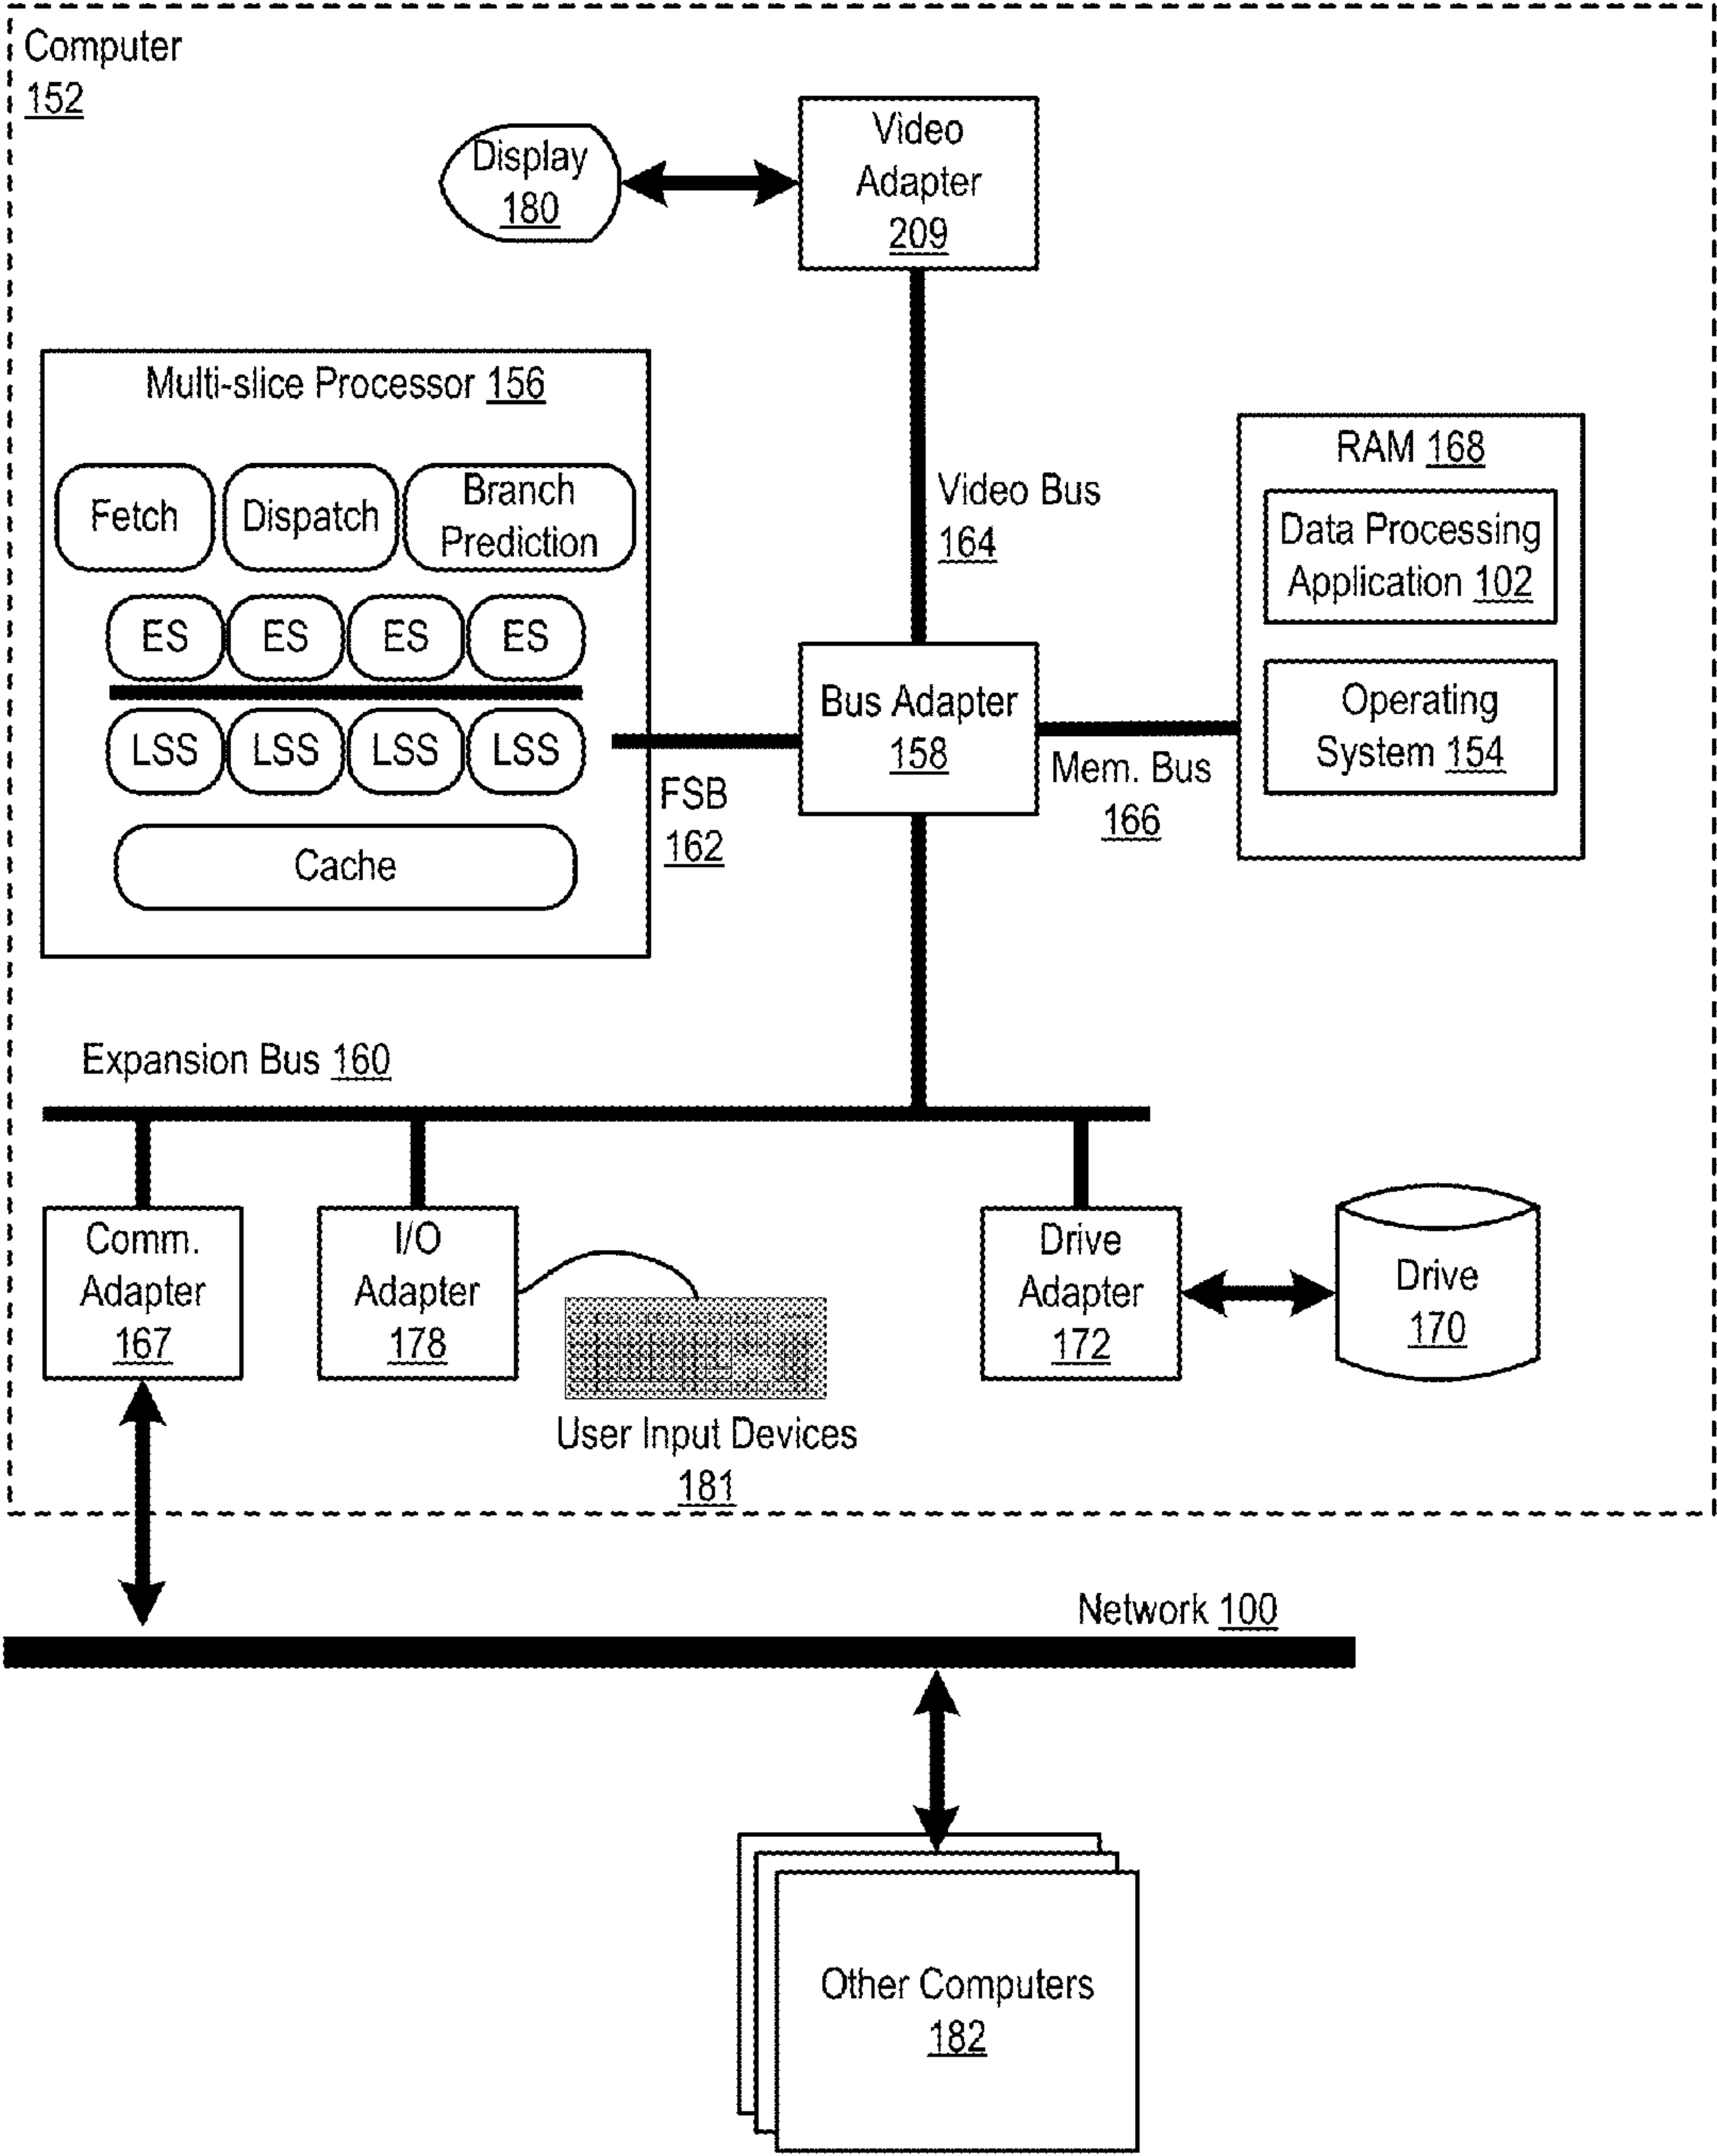 Computer
152
Display
180
Video
Adapter
209
Multi-slice Processor 156
Fetch
Dispatch
Branch
Prediction
ES
ES
ES
ES
LSS
LSS
LSS
LSS
Cache
FSB
162
Video Bus
164
Bus Adapter
158
Mem. Bus
166
RAM 168
Data Processing
Application 102
Operating
System 154
Expansion Bus 160
Comm.
Adapter
167
I/O
Adapter
178
User Input Devices
181
Drive
Adapter
172
Drive
170
Network 100
Other Computers
182